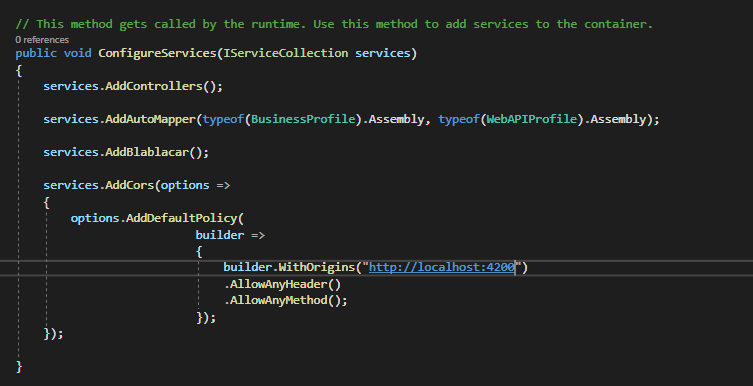 // This method gets called by the runtime. Use this method to add services to the container.
0 references
public void ConfigureServices(IServiceCollection services)
{
services.AddControllers();
services.AddAutoMapper(typeof(BusinessProfile).Assembly, typeof(WebAPIProfile).Assembly);
services.AddBlablacar();
services.AddCors(options =>
{
options.AddDefaultPolicy(
builder =>
{
builder.WithOrigins("http://localhost:4200")
.AllowAnyHeader()
.AllowAnyMethod();
});
});
}